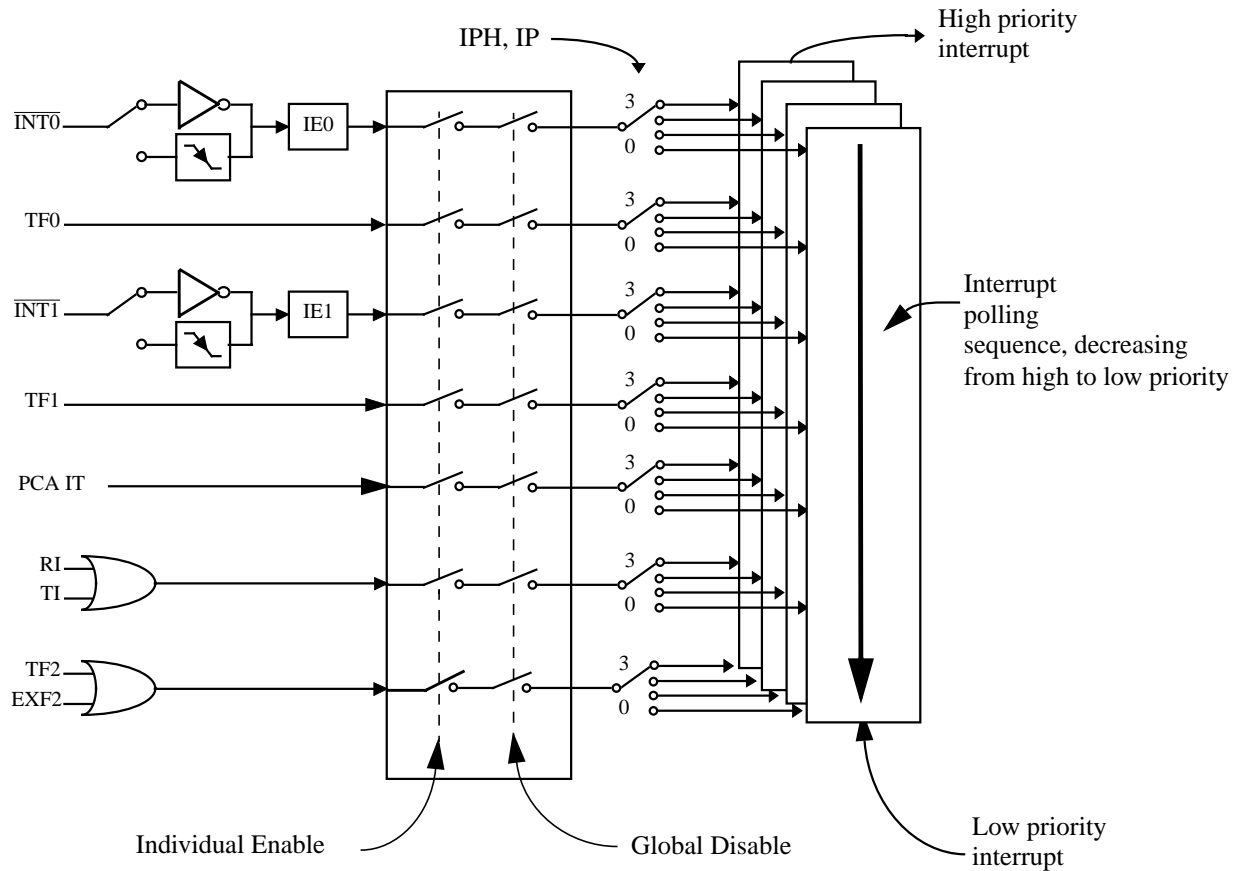 High priority
interrupt
IPH, IP
INT0
IE0
3
0
TF0
3
0
INT1
IE1
3
0
Interrupt
polling
sequence, decreasing
from high to low priority
TF1
3
0
PCA IT
3
0
RI
TI
3
0
TF2
EXF2
3
0
Individual Enable
Global Disable
Low priority
interrupt